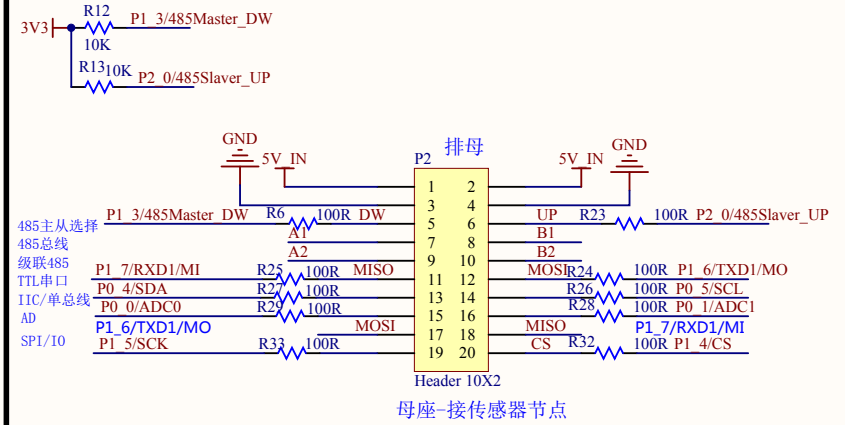 R12 P1_3/485Master_DW
3V3
10K
R13 10K P2_0/485Slaver_UP
GND 5V_IN P2 排母 5V_IN GND
1 2
3 4
485主从选择 P1_3/485Master_DW R6 100R DW 5 6 UP R23 100R P2_0/485Slaver_UP
485总线 A1 7 8 B1
级联485 A2 9 10 B2
TTL串口 P1_7/RXD1/MI R25 100R MISO 11 12 MOSI R24 100R P1_6/TXD1/MO
IIC/单总线 P0_4/SDA R27 100R 13 14 R26 100R P0_5/SCL
AD P0_0/ADC0 R29 100R 15 16 R28 100R P0_1/ADC1
P1_6/TXD1/MO MOSI 17 18 MISO P1_7/RXD1/MI
SPI/IO P1_5/SCK R33 100R 19 20 CS R32 100R P1_4/CS
Header 10X2
母座-接传感器节点